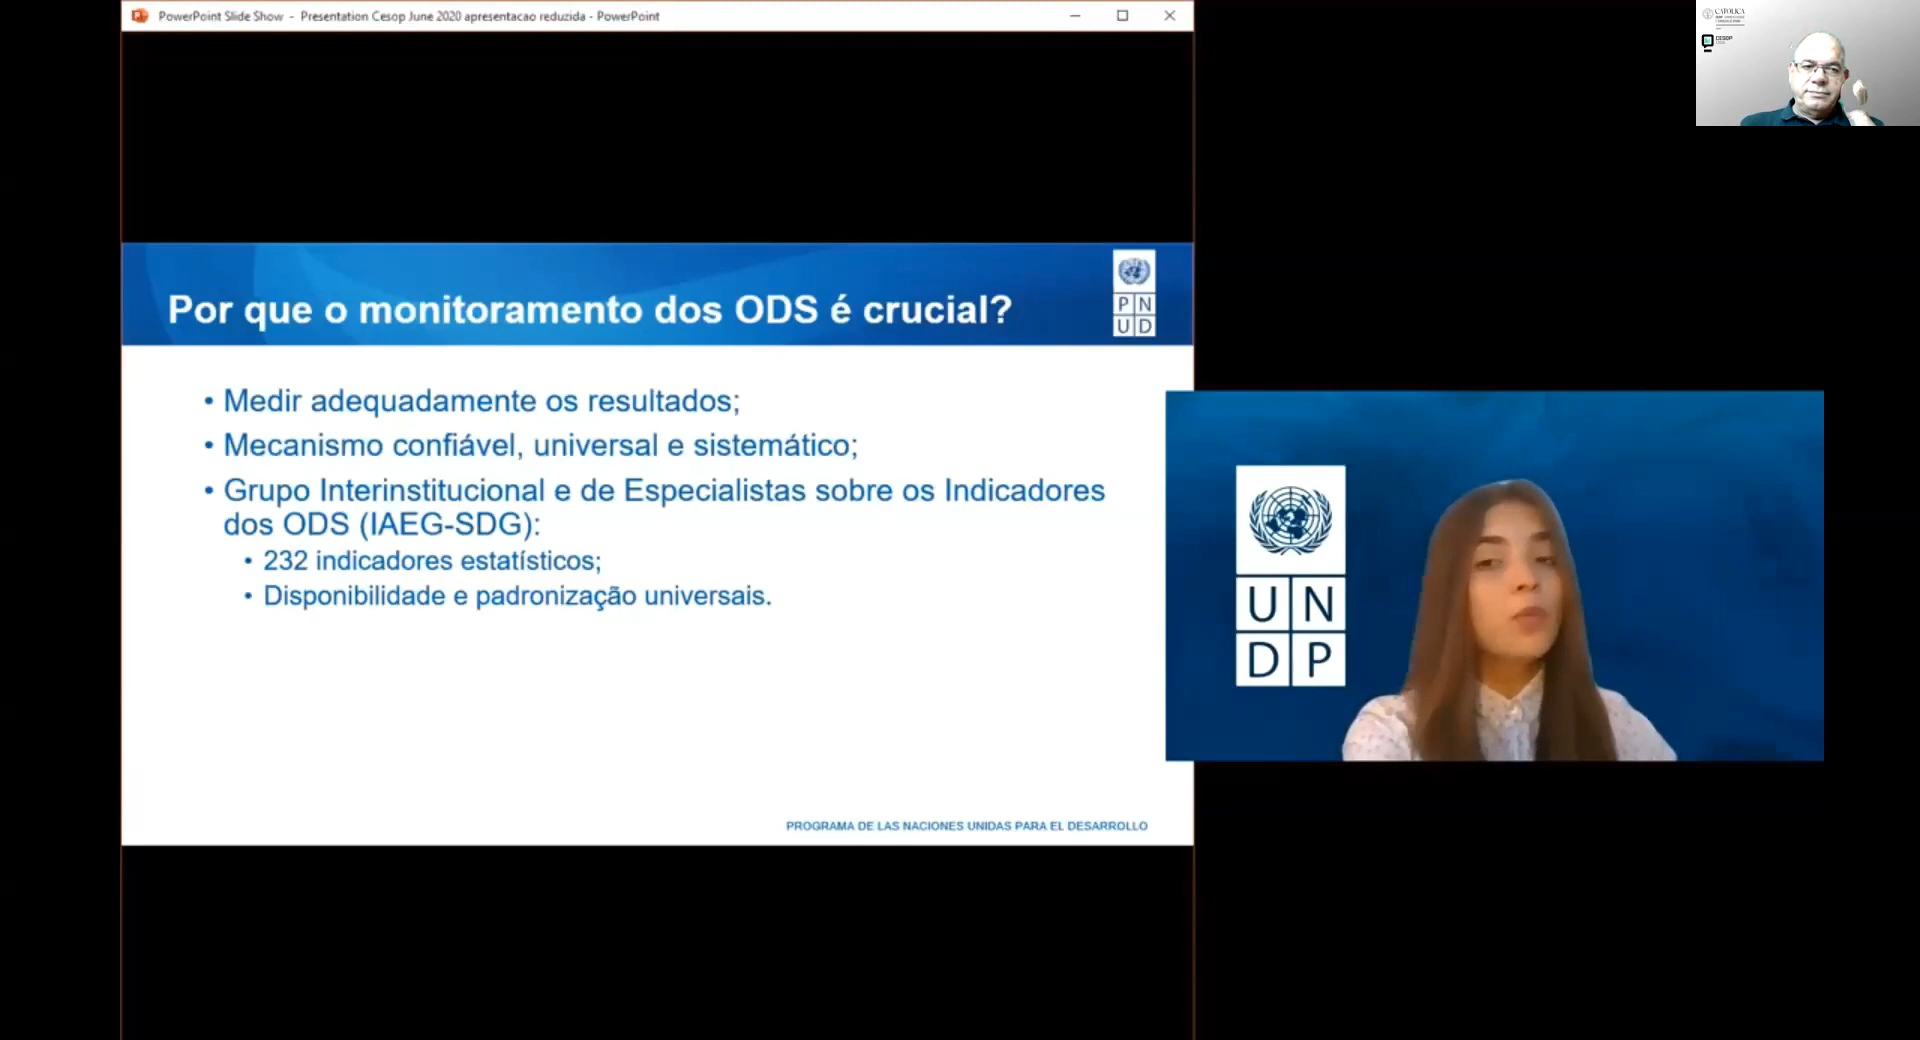 PowerPoint Slide Show - Presentation Cesop June 2020 apresentacao reduzida - PowerPoint
CATOLICA
CESOP
Por que o monitoramento dos ODS é crucial?
P N
U D
• Medir adequadamente os resultados;
• Mecanismo confiável, universal e sistemático;
• Grupo Interinstitucional e de Especialistas sobre os Indicadores
dos ODS (IAEG-SDG):
• 232 indicadores estatísticos;
• Disponibilidade e padronização universais.
PROGRAMA DE LAS NACIONES UNIDAS PARA EL DESARROLLO
U N
D P